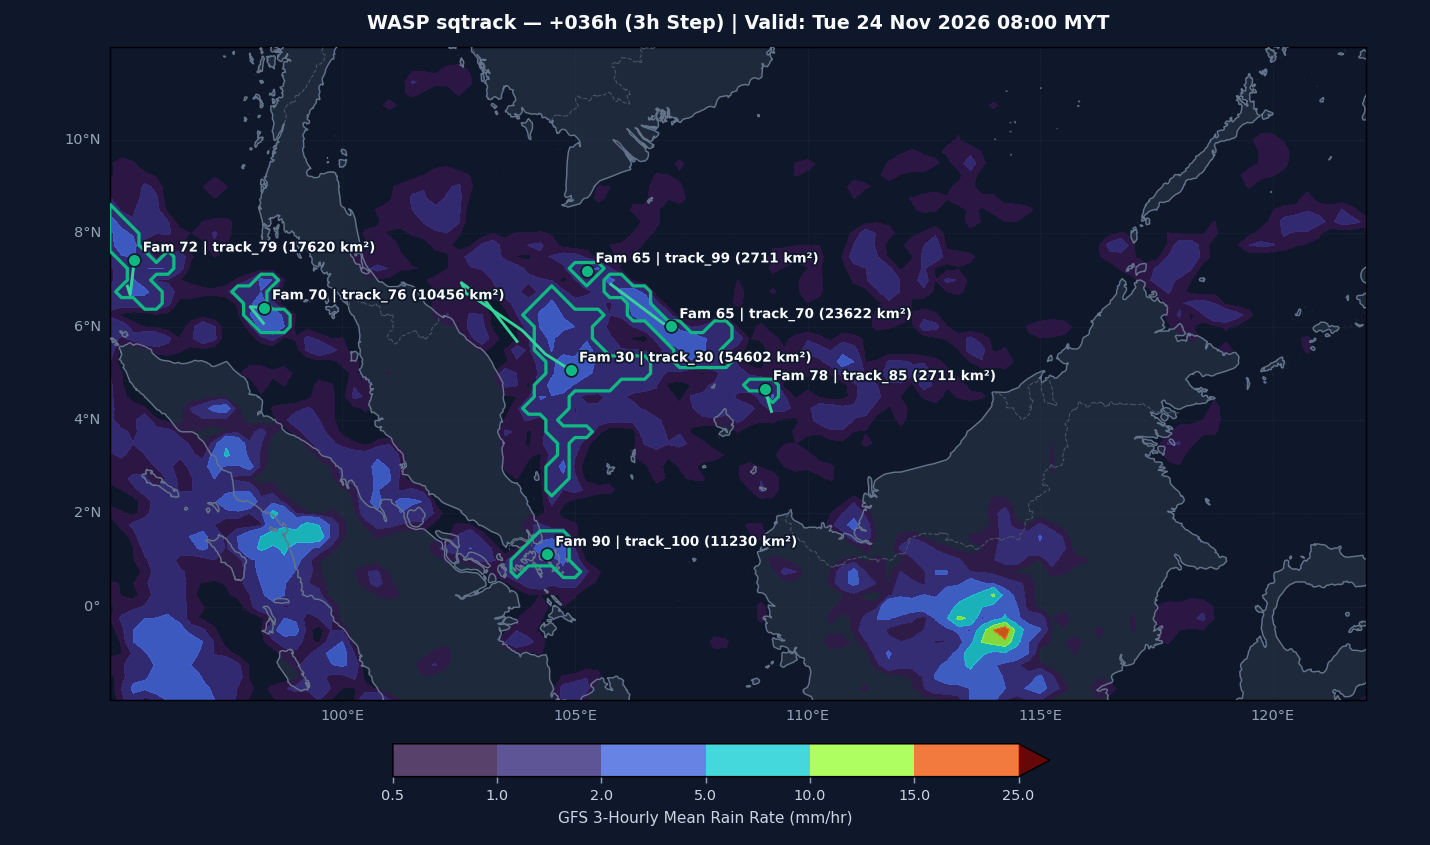 WASP sqtrack — +036h (3h Step) | Valid: Tue 24 Nov 2026 08:00 MYT
10°N
8°N
Fam 72 | track_79 (17620 km²)
Fam 65 | track_99 (2711 km²)
Fam 70 | track_76 (10456 km²)
Fam 65 | track_70 (23622 km²)
6°N
Fam 30 | track_30 (54602 km²)
Fam 78 | track_85 (2711 km²)
4°N
2°N
Fam 90 | track_100 (11230 km²)
0°
100°E 105°E 110°E 115°E 120°E
0.5 1.0 2.0 5.0 10.0 15.0 25.0
GFS 3-Hourly Mean Rain Rate (mm/hr)